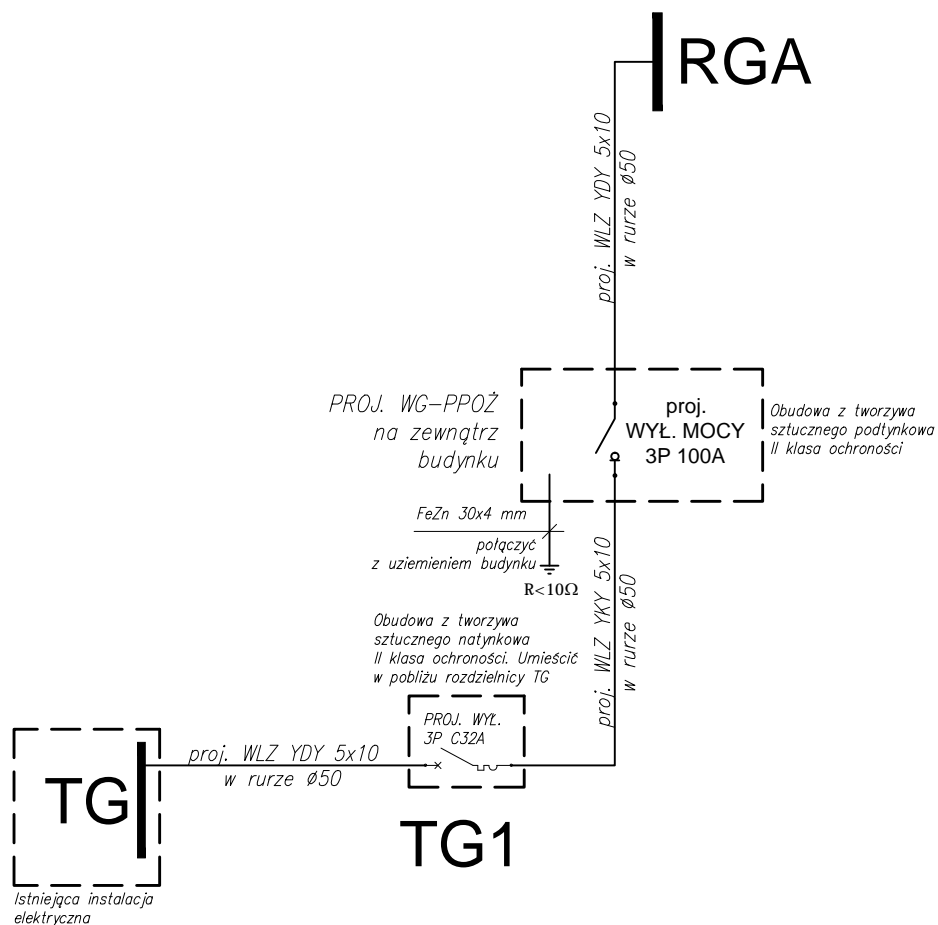 RGA
proj. WLZ YDY 5x10
w rurze ø50
PROJ. WG-PPOŻ
na zewnątrz
budynku
proj.
WYŁ. MOCY
3P 100A
Obudowa z tworzywa
sztucznego podtynkowa
II klasa ochroności
FeZn 30x4 mm
połączyć
z uziemieniem budynku
R<10Ω
proj. WLZ YKY 5x10
w rurze ø50
Obudowa z tworzywa
sztucznego natynkowa
II klasa ochroności. Umieścić
w pobliżu rozdzielnicy TG
PROJ. WYŁ.
3P C32A
proj. WLZ YDY 5x10
w rurze ø50
TG
TG1
Istniejąca instalacja
elektryczna